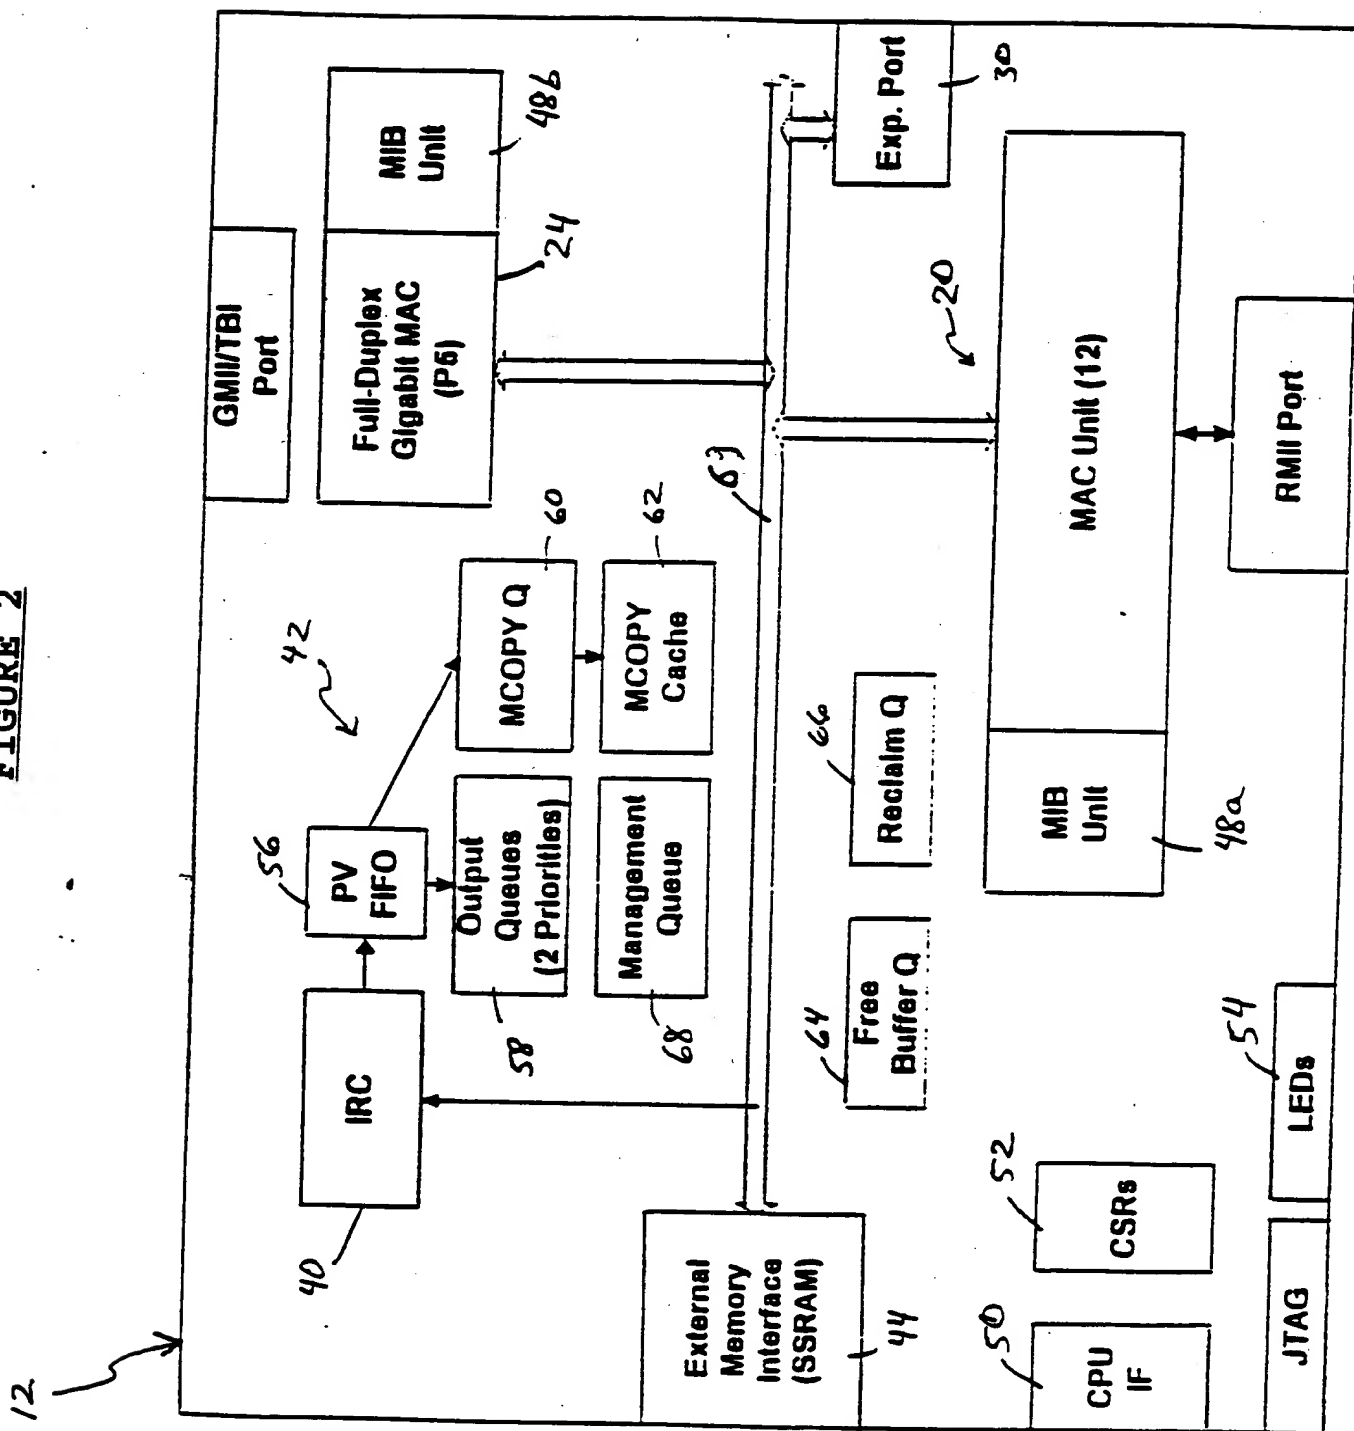 FIGURE 2
12
GMII/TBI
Port
MIB
Unit
48b
Full-Duplex
Gigabit MAC
(P6)
24
42
56
PV
FIFO
IRC
40
MCOPY Q
60
MCOPY
Cache
62
Output
Queues
(2 Priorities)
58
Management
Queue
68
63
External
Memory
Interface
(SSRAM)
44
Exp. Port
30
20
64
Free
Buffer Q
66
Reclaim Q
MIB
Unit
48a
MAC Unit (12)
RMII Port
50
CPU
IF
52
CSRs
54
LEDs
JTAG